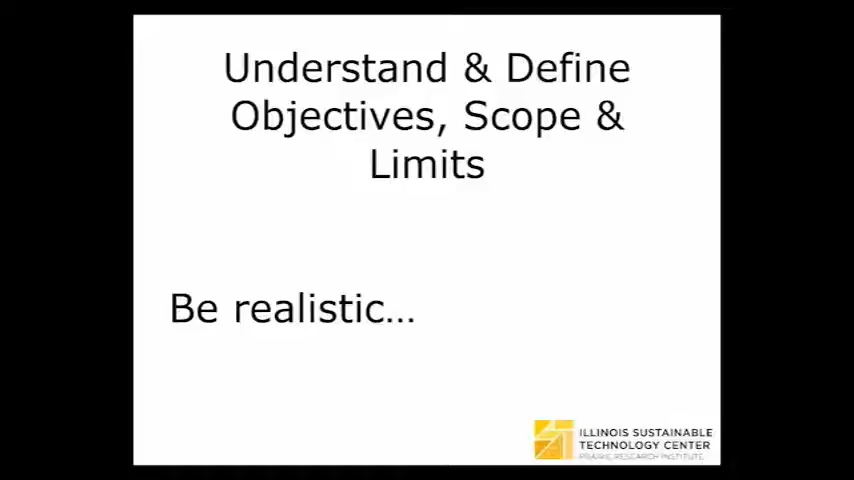 Understand & Define
Objectives, Scope &
Limits
Be realistic...
ILLINOIS SUSTAINABLE
TECHNOLOGY CENTER
PRAIRIE RESEARCH INSTITUTE